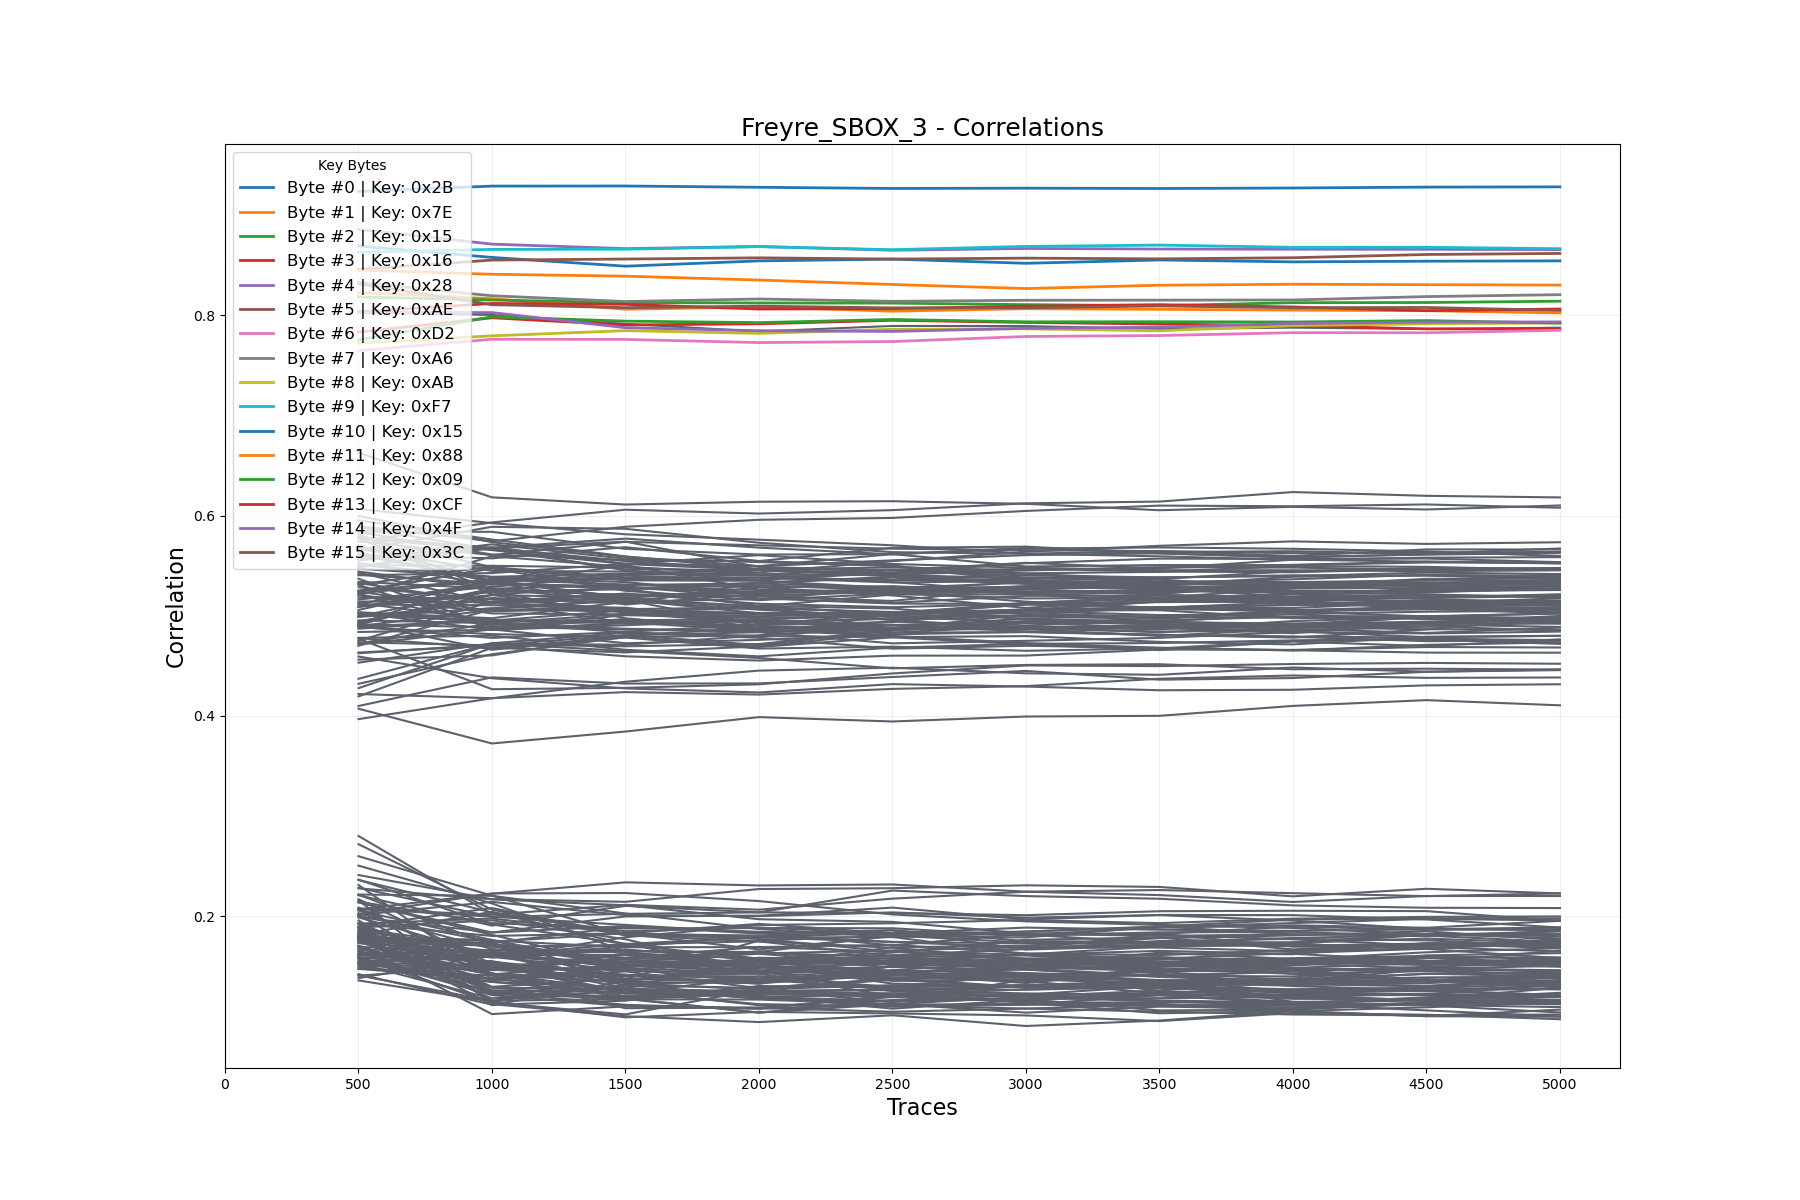 Freyre_SBOX_3 - Correlations
Key Bytes
Byte #0 | Key: 0x2B
Byte #1 | Key: 0x7E
Byte #2 | Key: 0x15
Byte #3 | Key: 0x16
Byte #4 | Key: 0x28
Byte #5 | Key: 0xAE
Byte #6 | Key: 0xD2
Byte #7 | Key: 0xA6
Byte #8 | Key: 0xAB
Byte #9 | Key: 0xF7
Byte #10 | Key: 0x15
Byte #11 | Key: 0x88
Byte #12 | Key: 0x09
Byte #13 | Key: 0xCF
Byte #14 | Key: 0x4F
Byte #15 | Key: 0x3C
0.8
0.6
0.4
0.2
Correlation
0 500 1000 1500 2000 2500 3000 3500 4000 4500 5000
Traces